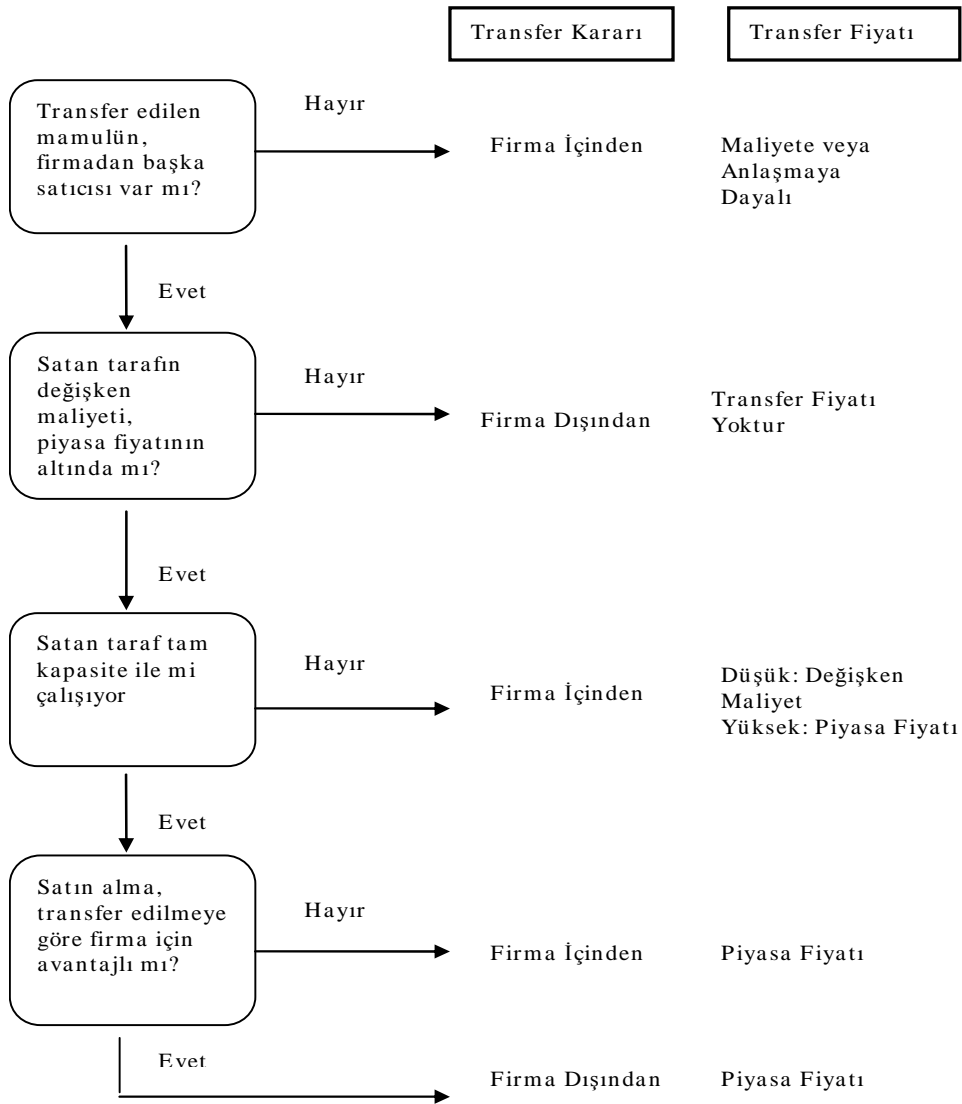 Transfer Kararı
Transfer Fiyatı
Transfer edilen
mamulün,
firmadan başka
satıcısı var mı?
Hayır
Firma İçinden
Maliyete veya
Anlaşmaya
Dayalı
Evet
Satan tarafın
değişken
maliyeti,
piyasa fiyatının
altında mı?
Hayır
Firma Dışından
Transfer Fiyatı
Yoktur
Evet
Satan taraf tam
kapasite ile mi
çalışıyor
Hayır
Firma İçinden
Düşük: Değişken
Maliyet
Yüksek: Piyasa Fiyatı
Evet
Satın alma,
transfer edilmeye
göre firma için
avantajlı mı?
Hayır
Firma İçinden
Piyasa Fiyatı
Evet
Firma Dışından
Piyasa Fiyatı